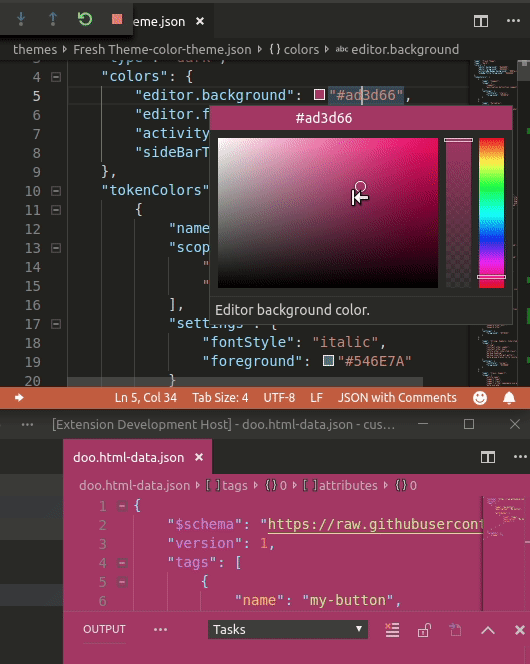 eme.json ×
themes › Fresh Theme-color-theme.json › { } colors › abc editor.background
4 "colors": {
5 "editor.background": "#ad3d66",
6 "editor.f
7 "activity
8 "sideBarT
9 },
10 "tokenColors"
11 {
12 "name
13 "scop
14 "
15 "
16 ],
17 "settings": {
18 "fontStyle": "italic",
19 "foreground": "#546E7A"
20 }
#ad3d66
Editor background color.
Ln 5, Col 34 Tab Size: 4 UTF-8 LF JSON with Comments
[Extension Development Host] - doo.html-data.json - cus...
doo.html-data.json ×
doo.html-data.json › [ ] tags › { } 0 › [ ] attributes › { } 0
1 {
2 "$schema": "https://raw.githubusercont
3 "version": 1,
4 "tags": [
5 {
6 "name": "my-button",
OUTPUT ... Tasks